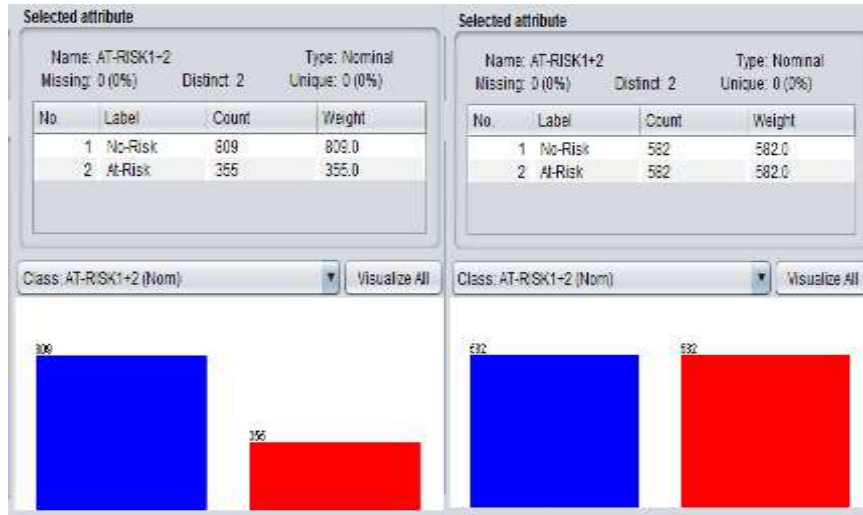 Selected attribute
Name: AT-RISK1+2 Type: Nominal
Missing: 0 (0%) Distinct: 2 Unique: 0 (0%)
No. Label Count Weight
1 No-Risk 809 809.0
2 At-Risk 355 355.0
Class: AT-RISK1+2 (Nom) Visualize All
809
355
Selected attribute
Name: AT-RISK1+2 Type: Nominal
Missing: 0 (0%) Distinct: 2 Unique: 0 (0%)
No. Label Count Weight
1 No-Risk 582 582.0
2 At-Risk 582 582.0
Class: AT-RISK1+2 (Nom) Visualize All
582
582